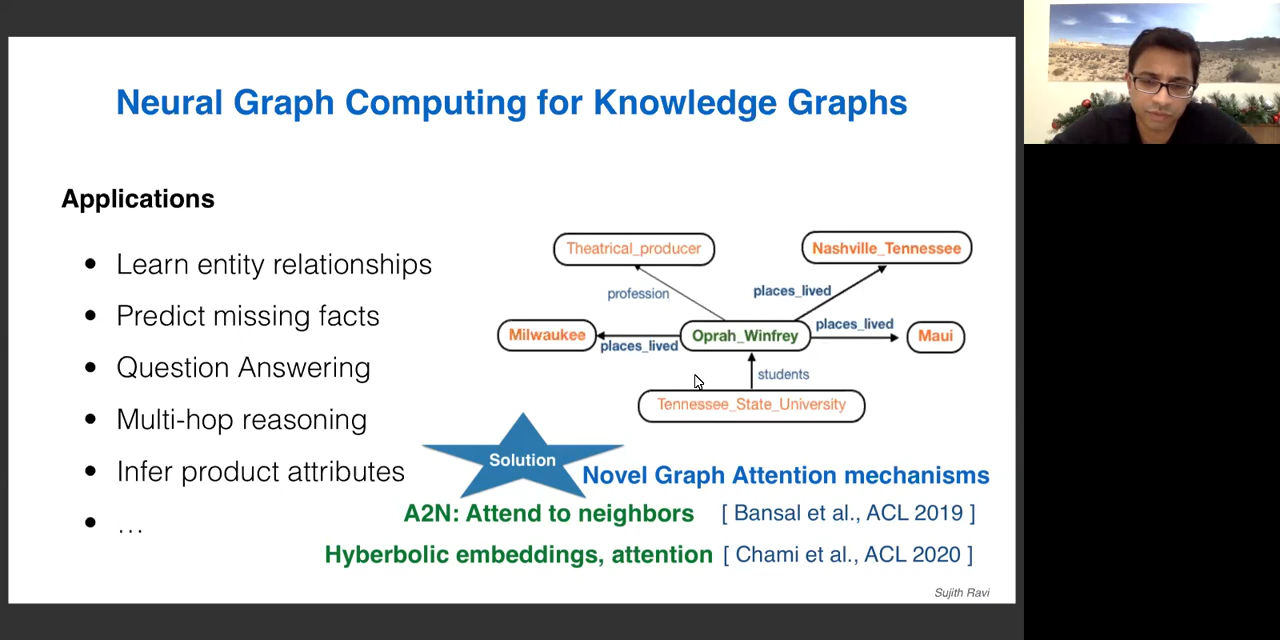 Neural Graph Computing for Knowledge Graphs
Applications
• Learn entity relationships
• Predict missing facts
• Question Answering
• Multi-hop reasoning
• Infer product attributes
• …
Theatrical_producer
Nashville_Tennessee
profession
places_lived
places_lived
Milwaukee
places_lived
Oprah_Winfrey
Maui
students
Tennessee_State_University
Solution
Novel Graph Attention mechanisms
A2N: Attend to neighbors [ Bansal et al., ACL 2019 ]
Hyberbolic embeddings, attention [ Chami et al., ACL 2020 ]
Sujith Ravi